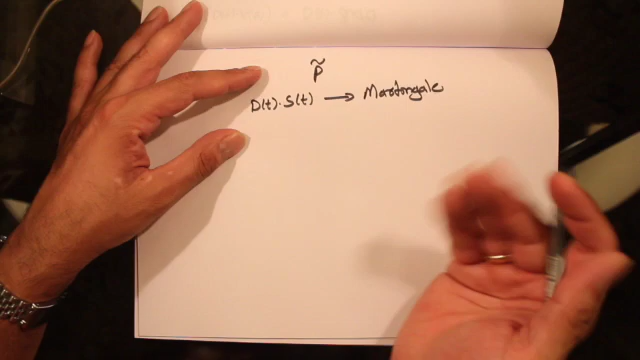 P̃
D(t).S(t) → Martingale